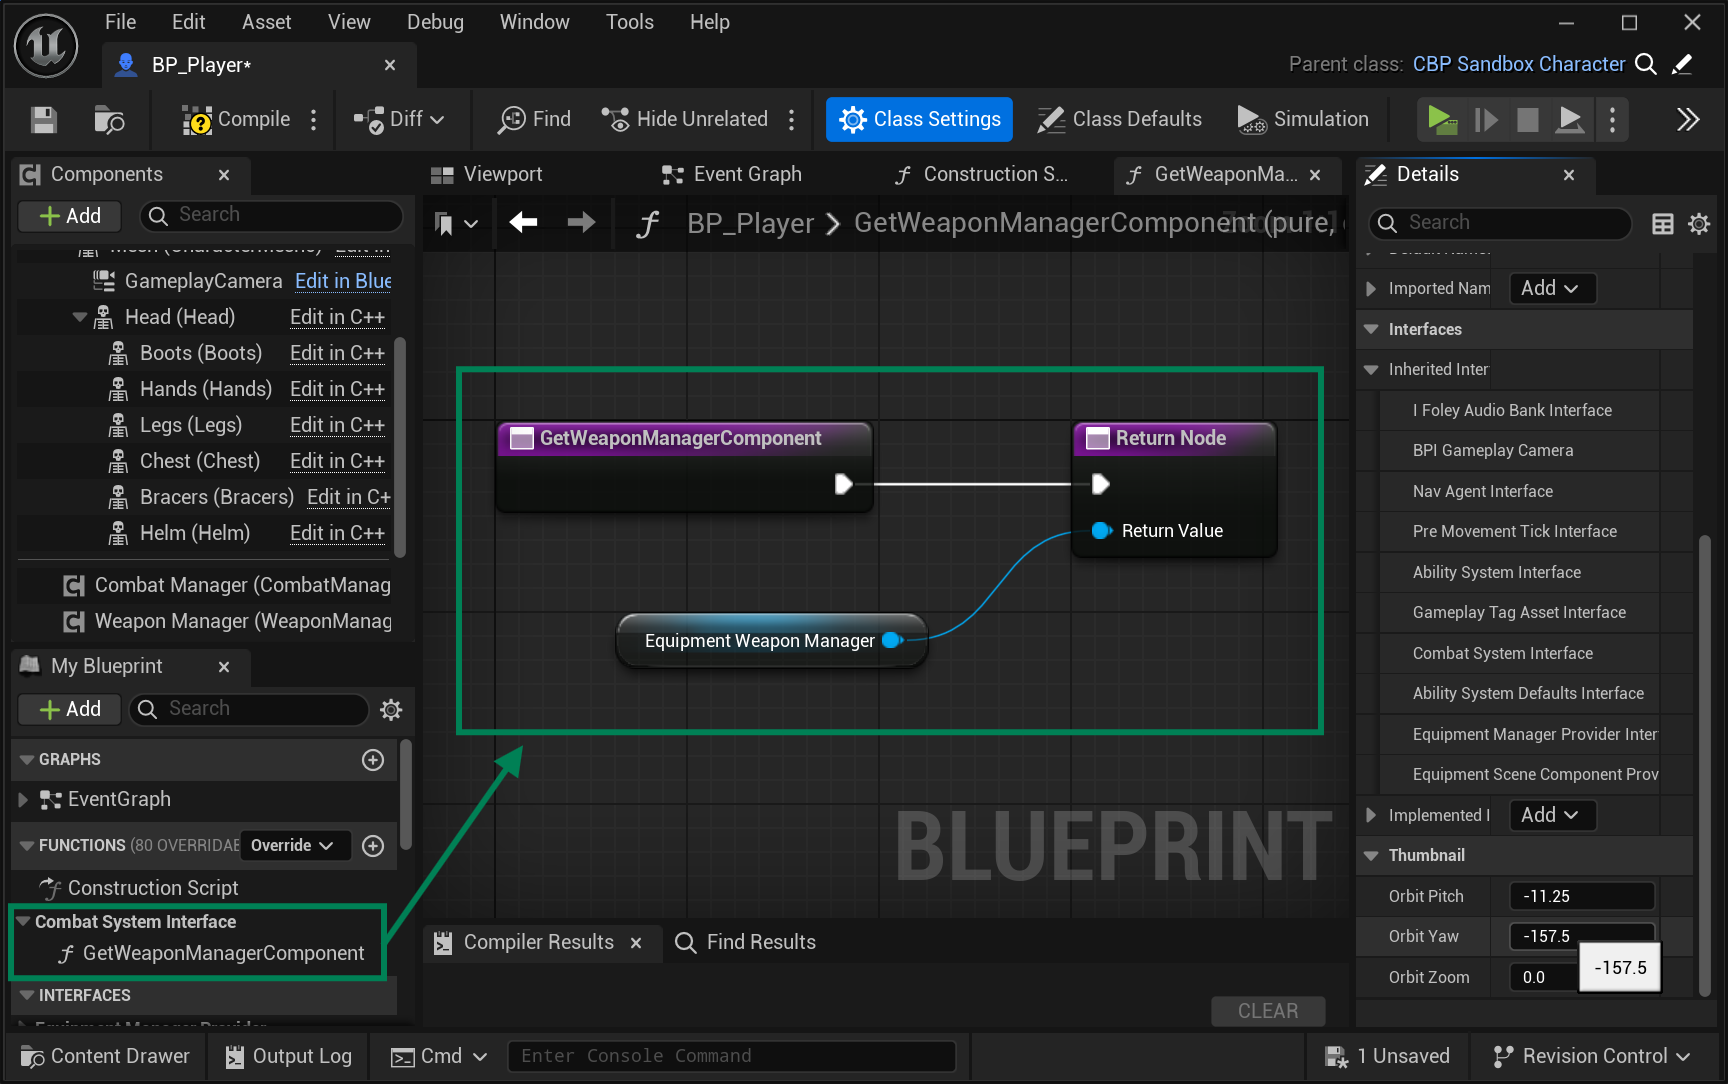 File Edit Asset View Debug Window Tools Help
BP_Player*
Parent class: CBP Sandbox Character
Compile
Diff
Find
Hide Unrelated
Class Settings
Class Defaults
Simulation
Components
Add
Search
Edit in
GameplayCamera Edit in Blue
Head (Head) Edit in C++
Boots (Boots) Edit in C++
Hands (Hands) Edit in C++
Legs (Legs) Edit in C++
Chest (Chest) Edit in C++
Bracers (Bracers) Edit in C+
Helm (Helm) Edit in C++
Combat Manager (CombatManag
Weapon Manager (WeaponManag
My Blueprint
Add
Search
GRAPHS
EventGraph
FUNCTIONS (80 OVERRIDAE Override
Construction Script
Combat System Interface
GetWeaponManagerComponent
INTERFACES
Viewport
Event Graph
Construction S...
GetWeaponMa...
BP_Player > GetWeaponManagerComponent (pure,
GetWeaponManagerComponent
Return Node
Return Value
Equipment Weapon Manager
BLUEPRINT
Compiler Results
Find Results
CLEAR
Details
Search
Imported Nam Add
Interfaces
Inherited Inter
I Foley Audio Bank Interface
BPI Gameplay Camera
Nav Agent Interface
Pre Movement Tick Interface
Ability System Interface
Gameplay Tag Asset Interface
Combat System Interface
Ability System Defaults Interface
Equipment Manager Provider Inter
Equipment Scene Component Prov
Implemented I Add
Thumbnail
Orbit Pitch -11.25
Orbit Yaw -157.5
Orbit Zoom 0.0
-157.5
Content Drawer
Output Log
Cmd
Enter Console Command
1 Unsaved
Revision Control